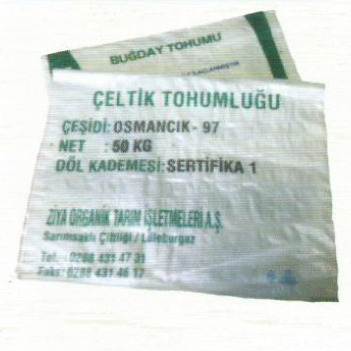 BUĞDAY TOHUMU
ÇELTİK TOHUMLUĞU
ÇEŞİDİ: OSMANCIK - 97
NET : 50 KG
DÖL KADEMESİ: SERTİFİKA 1
ZİYA ORGANİK TARIM İŞLETMELERİ A.Ş.
Sarımsaklı Çiftliği / Lüleburgaz
Tel. : 0288 431 47 31
Faks: 0288 431 46 17